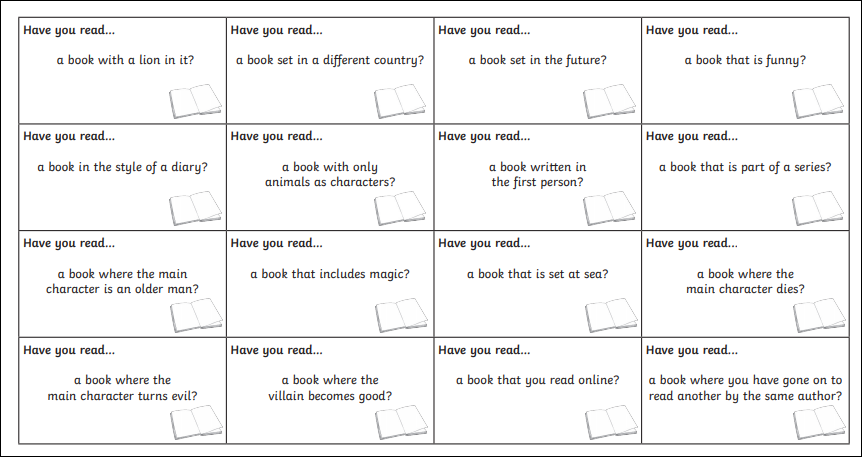 Have you read...
a book with a lion in it?
Have you read...
a book set in a different country?
Have you read...
a book set in the future?
Have you read...
a book that is funny?
Have you read...
a book in the style of a diary?
Have you read...
a book with only
animals as characters?
Have you read...
a book written in
the first person?
Have you read...
a book that is part of a series?
Have you read...
a book where the main
character is an older man?
Have you read...
a book that includes magic?
Have you read...
a book that is set at sea?
Have you read...
a book where the
main character dies?
Have you read...
a book where the
main character turns evil?
Have you read...
a book where the
villain becomes good?
Have you read...
a book that you read online?
Have you read...
a book where you have gone on to
read another by the same author?